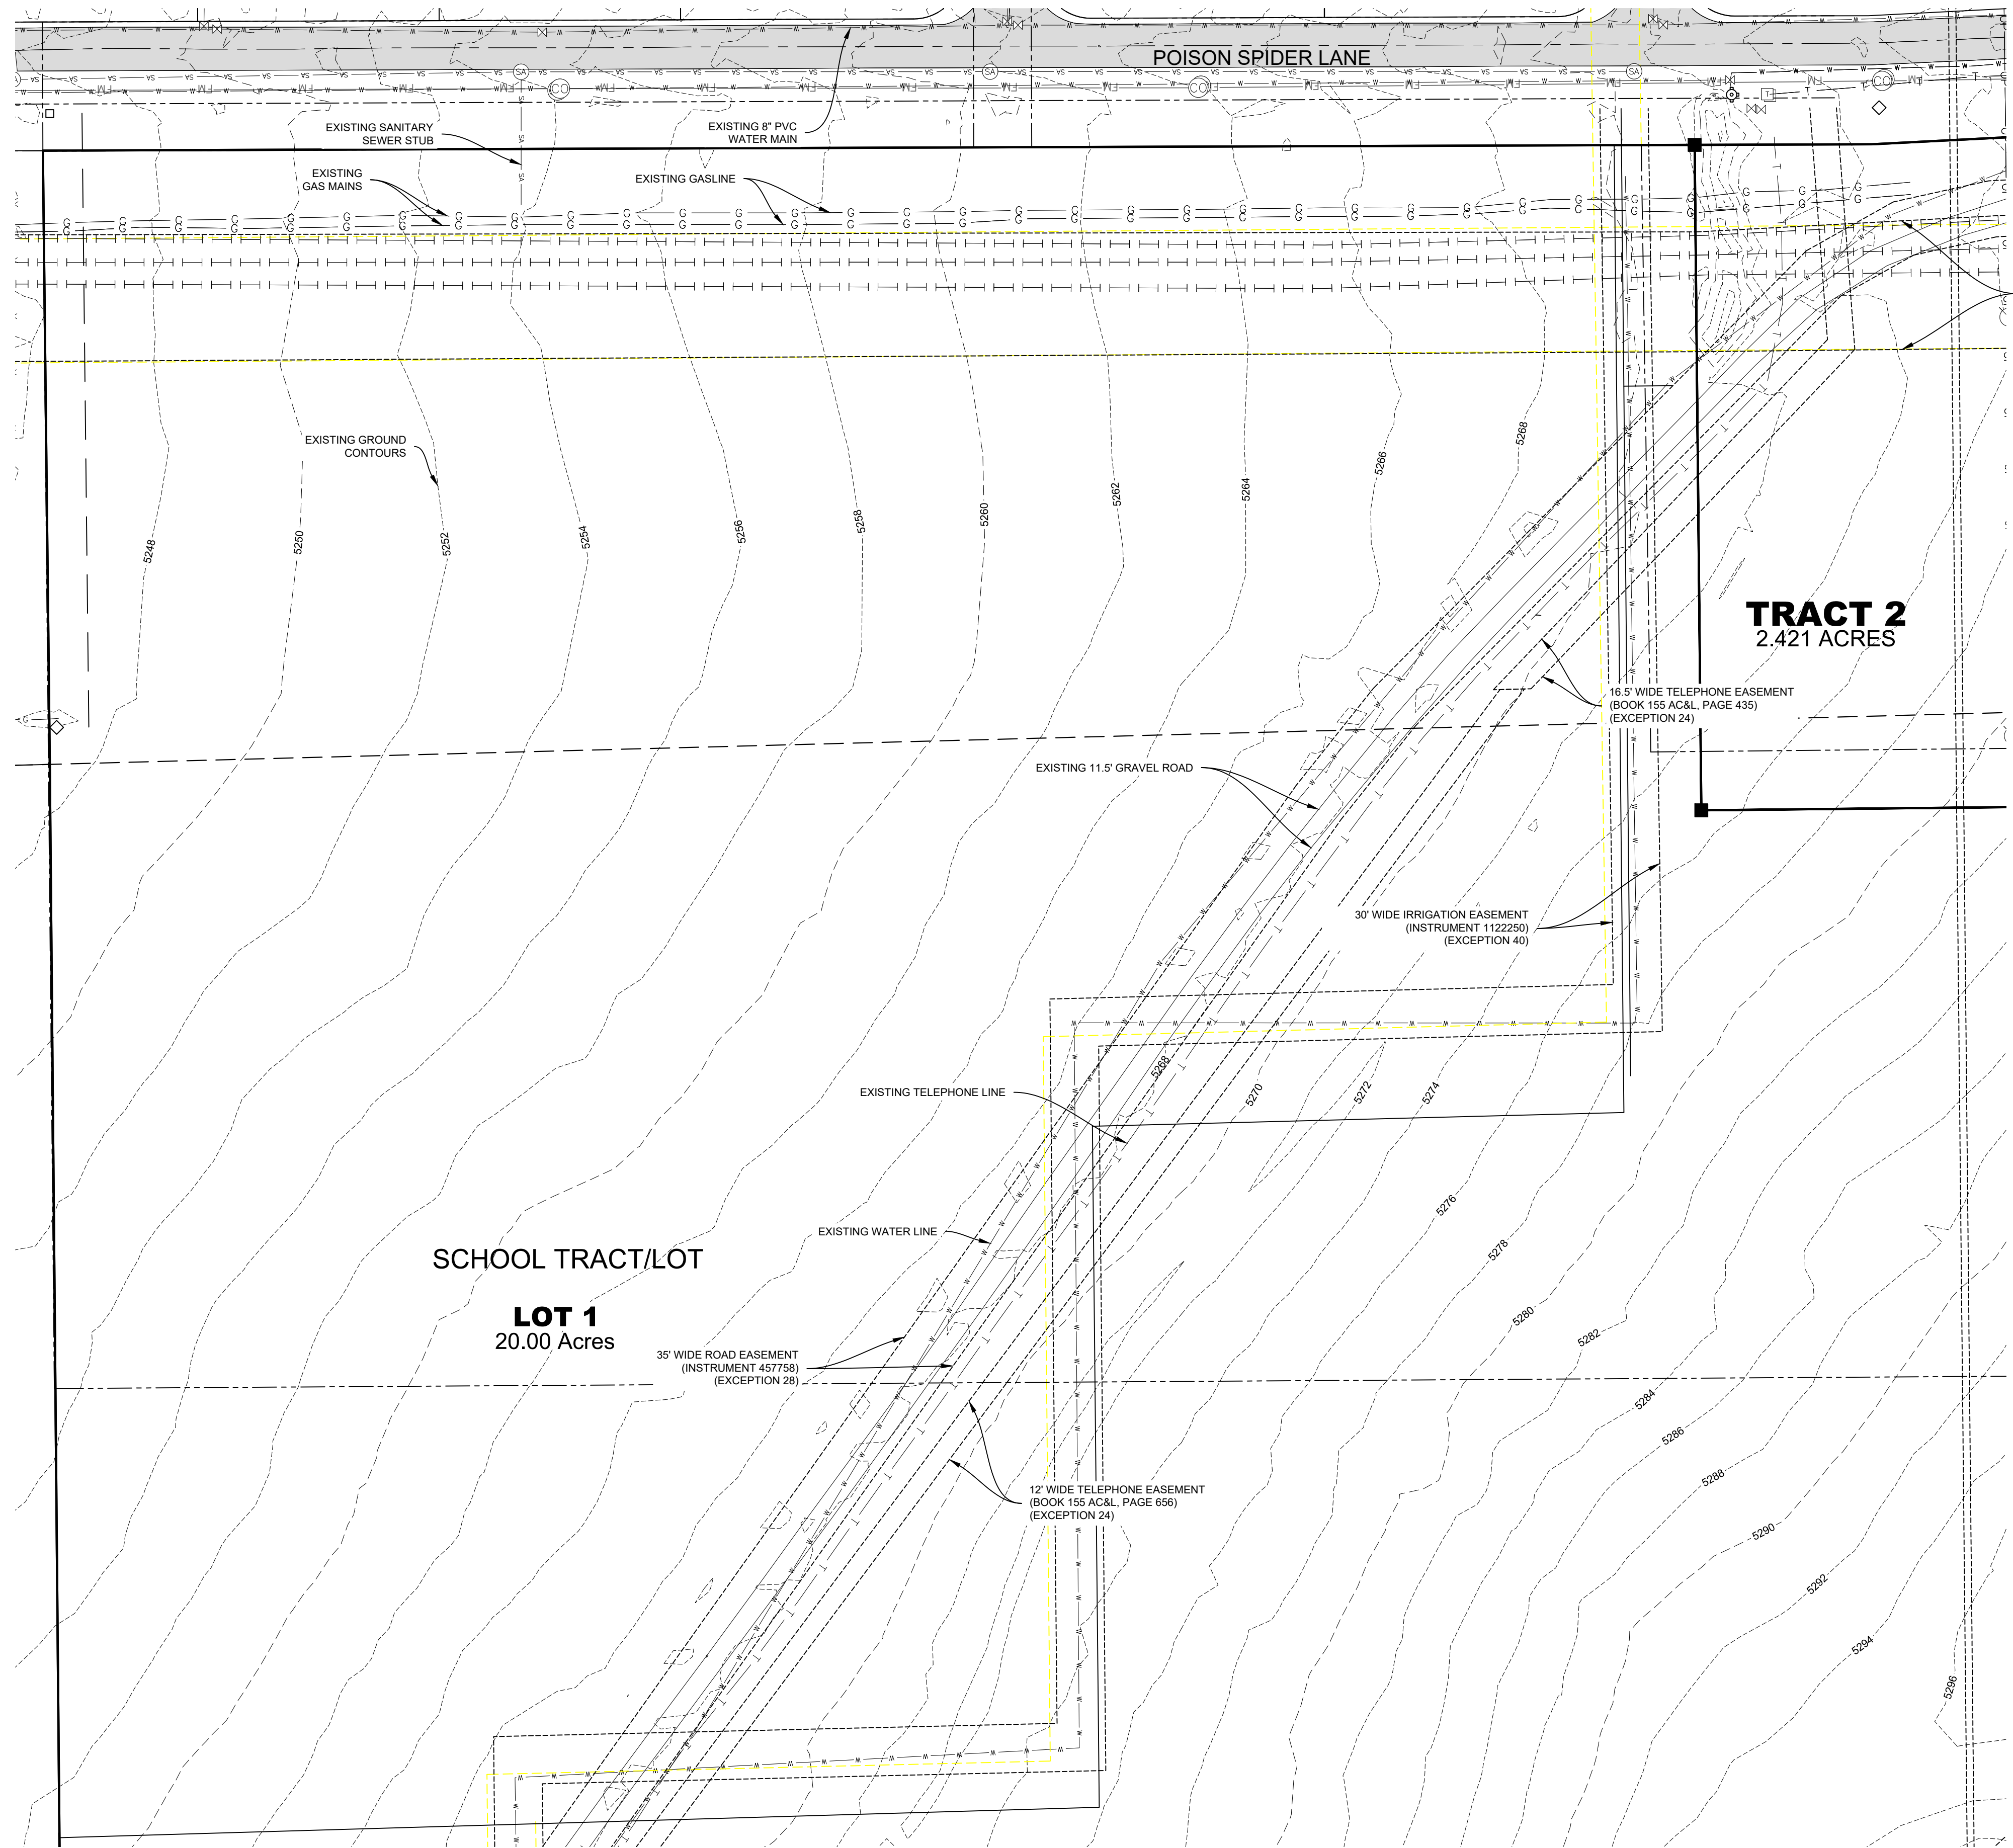 POISON SPIDER LANE
EXISTING SANITARY
SEWER STUB
EXISTING 8" PVC
WATER MAIN
EXISTING
GAS MAINS
EXISTING GASLINE
EXISTING GROUND
CONTOURS
5248
5250
5252
5254
5256
5258
5260
5262
5264
5266
5268
TRACT 2
2.421 ACRES
16.5' WIDE TELEPHONE EASEMENT
(BOOK 155 AC&L, PAGE 435)
(EXCEPTION 24)
EXISTING 11.5' GRAVEL ROAD
30' WIDE IRRIGATION EASEMENT
(INSTRUMENT 1122250)
(EXCEPTION 40)
EXISTING TELEPHONE LINE
5268
5270
5272
5274
5276
5278
5280
5282
5284
5286
5288
5290
5292
5294
5296
EXISTING WATER LINE
SCHOOL TRACT/LOT
LOT 1
20.00 Acres
35' WIDE ROAD EASEMENT
(INSTRUMENT 457758)
(EXCEPTION 28)
12' WIDE TELEPHONE EASEMENT
(BOOK 155 AC&L, PAGE 656)
(EXCEPTION 24)